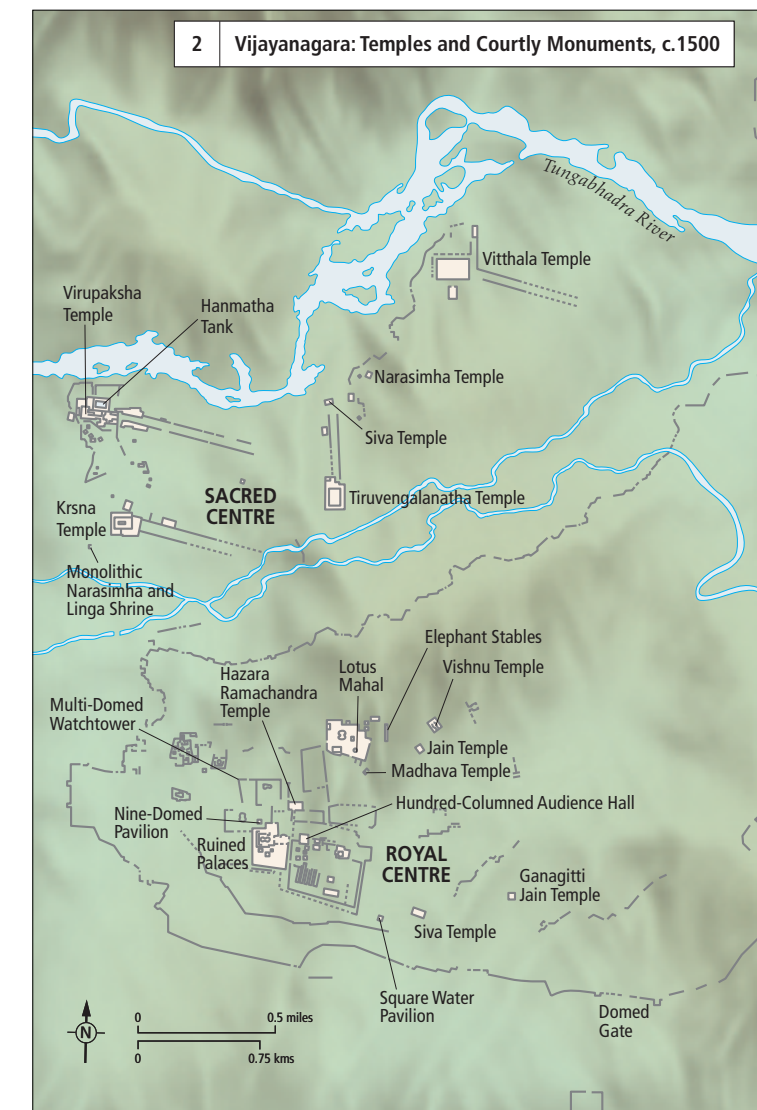 2 Vijayanagara: Temples and Courtly Monuments, c.1500
Tungabhadra River
Vitthala Temple
Virupaksha
Temple
Hanmatha
Tank
Narasimha Temple
Siva Temple
SACRED
CENTRE
Tiruvengalanatha Temple
Krsna
Temple
Monolithic
Narasimha and
Linga Shrine
Elephant Stables
Vishnu Temple
Lotus
Mahal
Hazara
Ramachandra
Temple
Multi-Domed
Watchtower
Jain Temple
Madhava Temple
Hundred-Columned Audience Hall
Nine-Domed
Pavilion
Ruined
Palaces
ROYAL
CENTRE
Ganagitti
Jain Temple
Siva Temple
Square Water
Pavilion
Domed
Gate
N
0 0.5 miles
0 0.75 kms